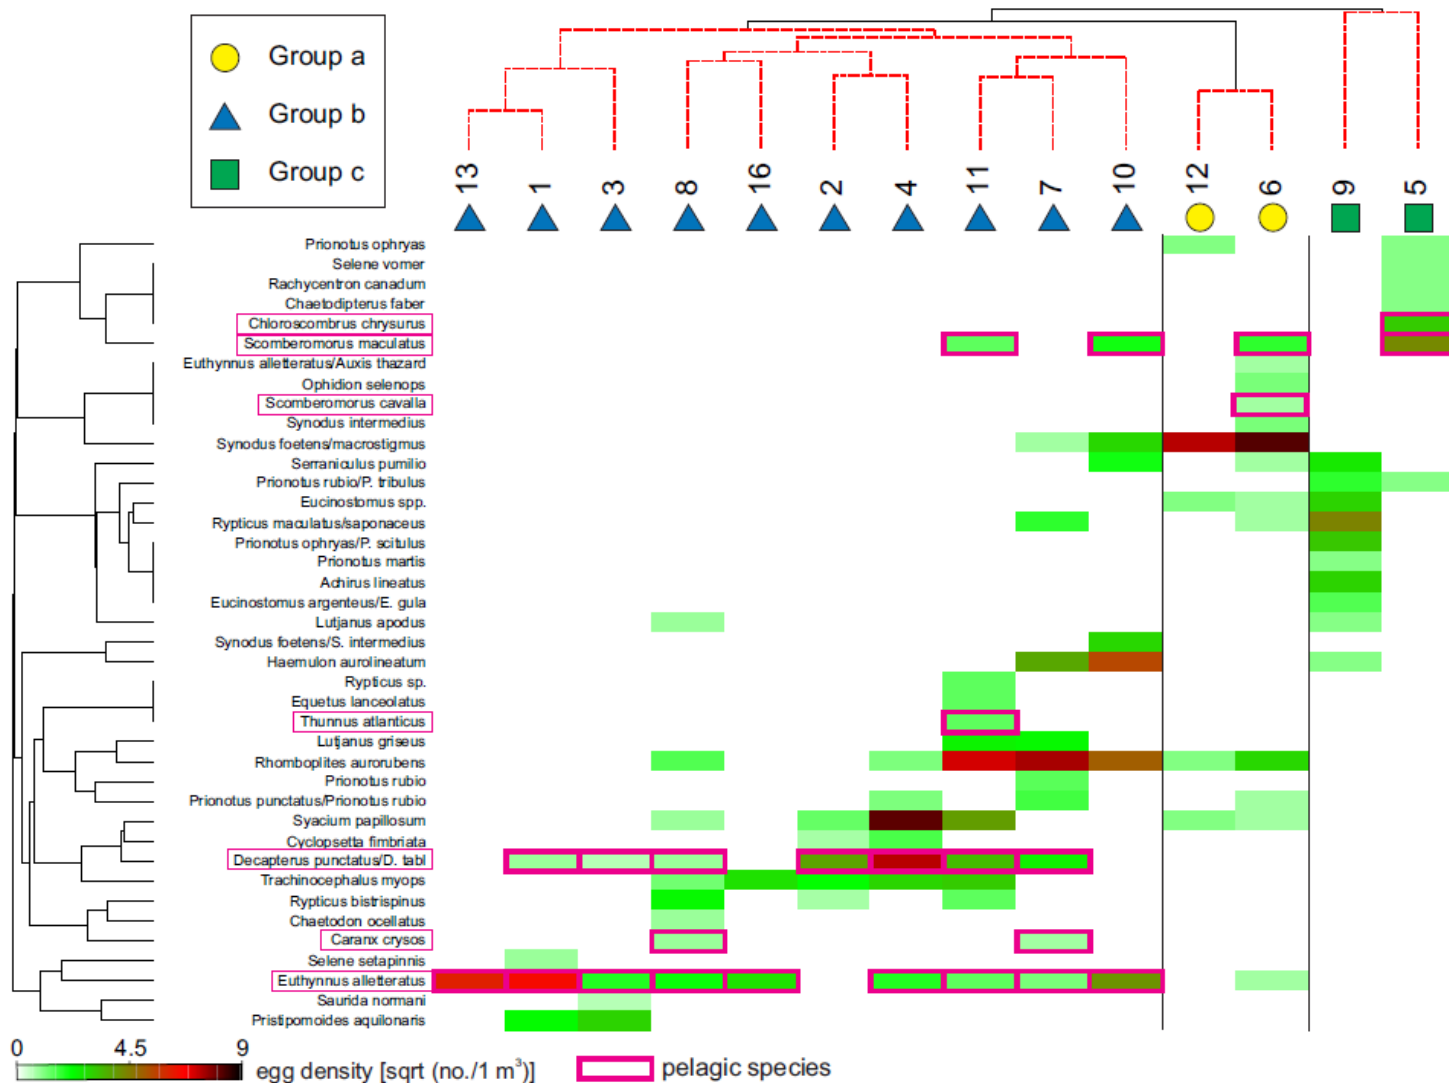 Group a
Group b
Group c
13 1 3 8 16 2 4 11 7 10 12 6 9 5
Prionotus ophryas
Selene vomer
Rachycentron canadum
Chaetodipterus faber
Chloroscombrus chrysurus
Scomberomorus maculatus
Euthynnus alletteratus/Auxis thazard
Ophidion selenops
Scomberomorus cavalla
Synodus intermedius
Synodus foetens/macrostigmus
Serraniculus pumilio
Prionotus rubio/P. tribulus
Eucinostomus spp.
Rypticus maculatus/saponaceus
Prionotus ophryas/P. scitulus
Prionotus martis
Achirus lineatus
Eucinostomus argenteus/E. gula
Lutjanus apodus
Synodus foetens/S. intermedius
Haemulon aurolineatum
Rypticus sp.
Equetus lanceolatus
Thunnus atlanticus
Lutjanus griseus
Rhomboplites aurorubens
Prionotus rubio
Prionotus punctatus/Prionotus rubio
Syacium papillosum
Cyclopsetta fimbriata
Decapterus punctatus/D. tabl
Trachinocephalus myops
Rypticus bistrispinus
Chaetodon ocellatus
Caranx crysos
Selene setapinnis
Euthynnus alletteratus
Saurida normani
Pristipomoides aquilonaris
0 4.5 9
egg density [sqrt (no./1 m³)]
pelagic species